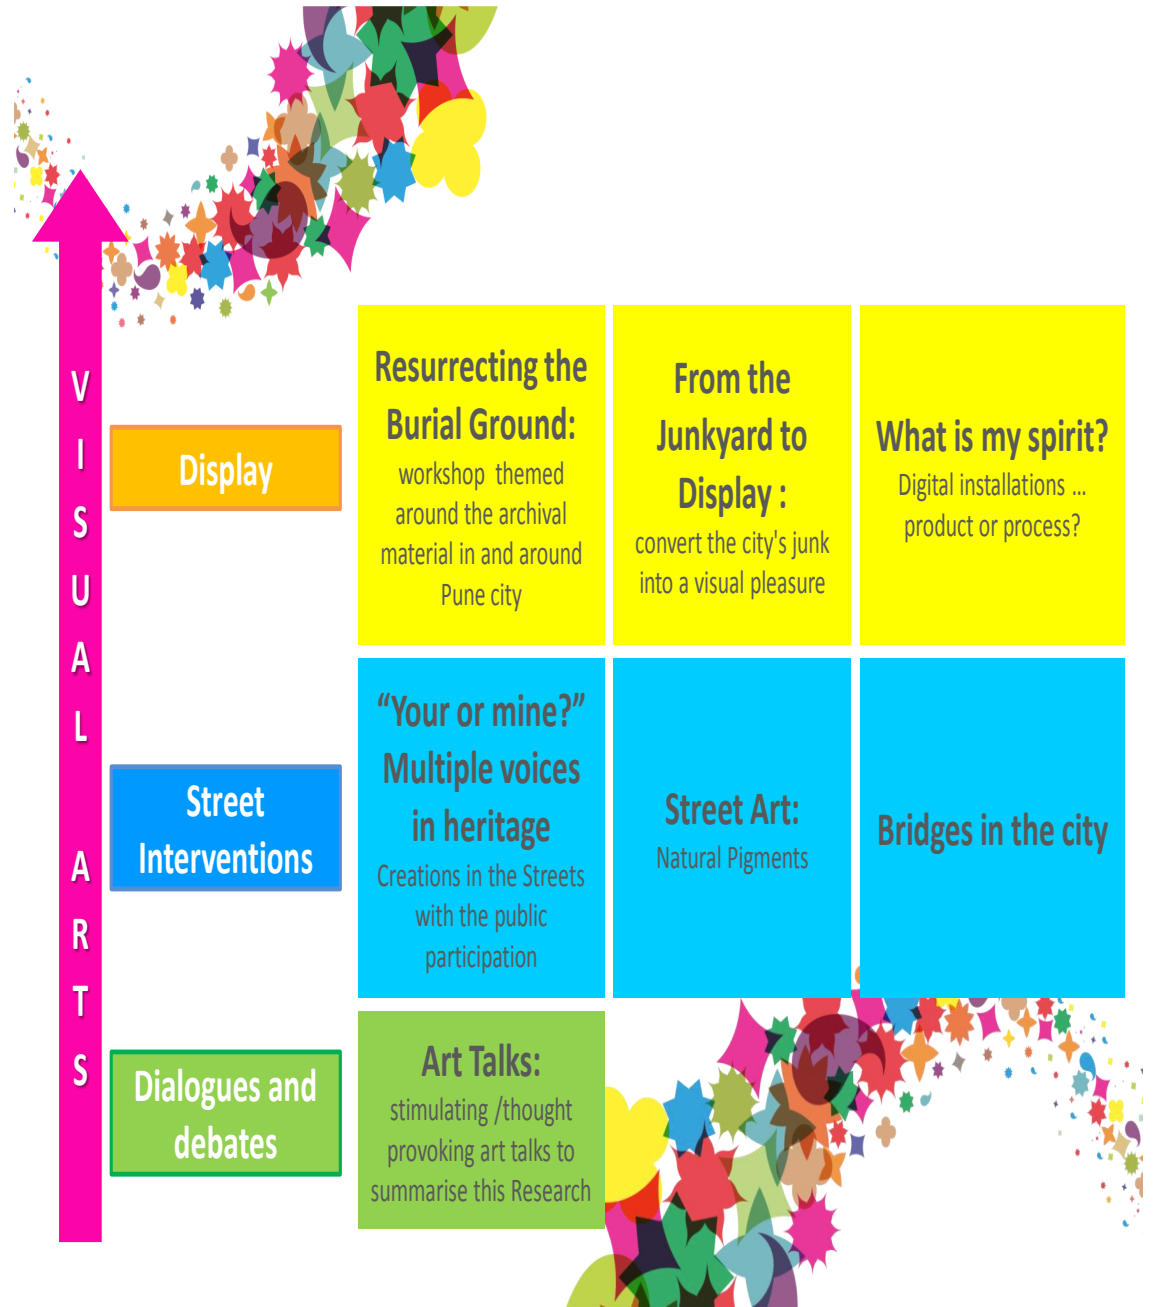 VISUAL ARTS
Display
Resurrecting the
Burial Ground:
workshop themed
around the archival
material in and around
Pune city
From the
Junkyard to
Display :
convert the city's junk
into a visual pleasure
What is my spirit?
Digital installations ...
product or process?
Street
Interventions
“Your or mine?”
Multiple voices
in heritage
Creations in the Streets
with the public
participation
Street Art:
Natural Pigments
Bridges in the city
Dialogues and
debates
Art Talks:
stimulating /thought
provoking art talks to
summarise this Research